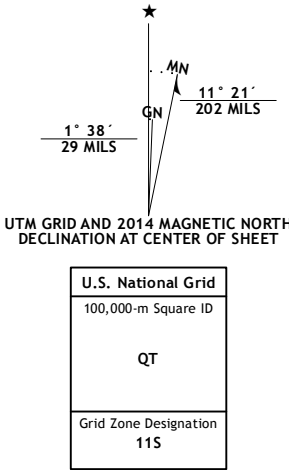 ★
MN
GN
11° 21´
202 MILS
1° 38´
29 MILS
UTM GRID AND 2014 MAGNETIC NORTH
DECLINATION AT CENTER OF SHEET
U.S. National Grid
100,000-m Square ID
QT
Grid Zone Designation
11S